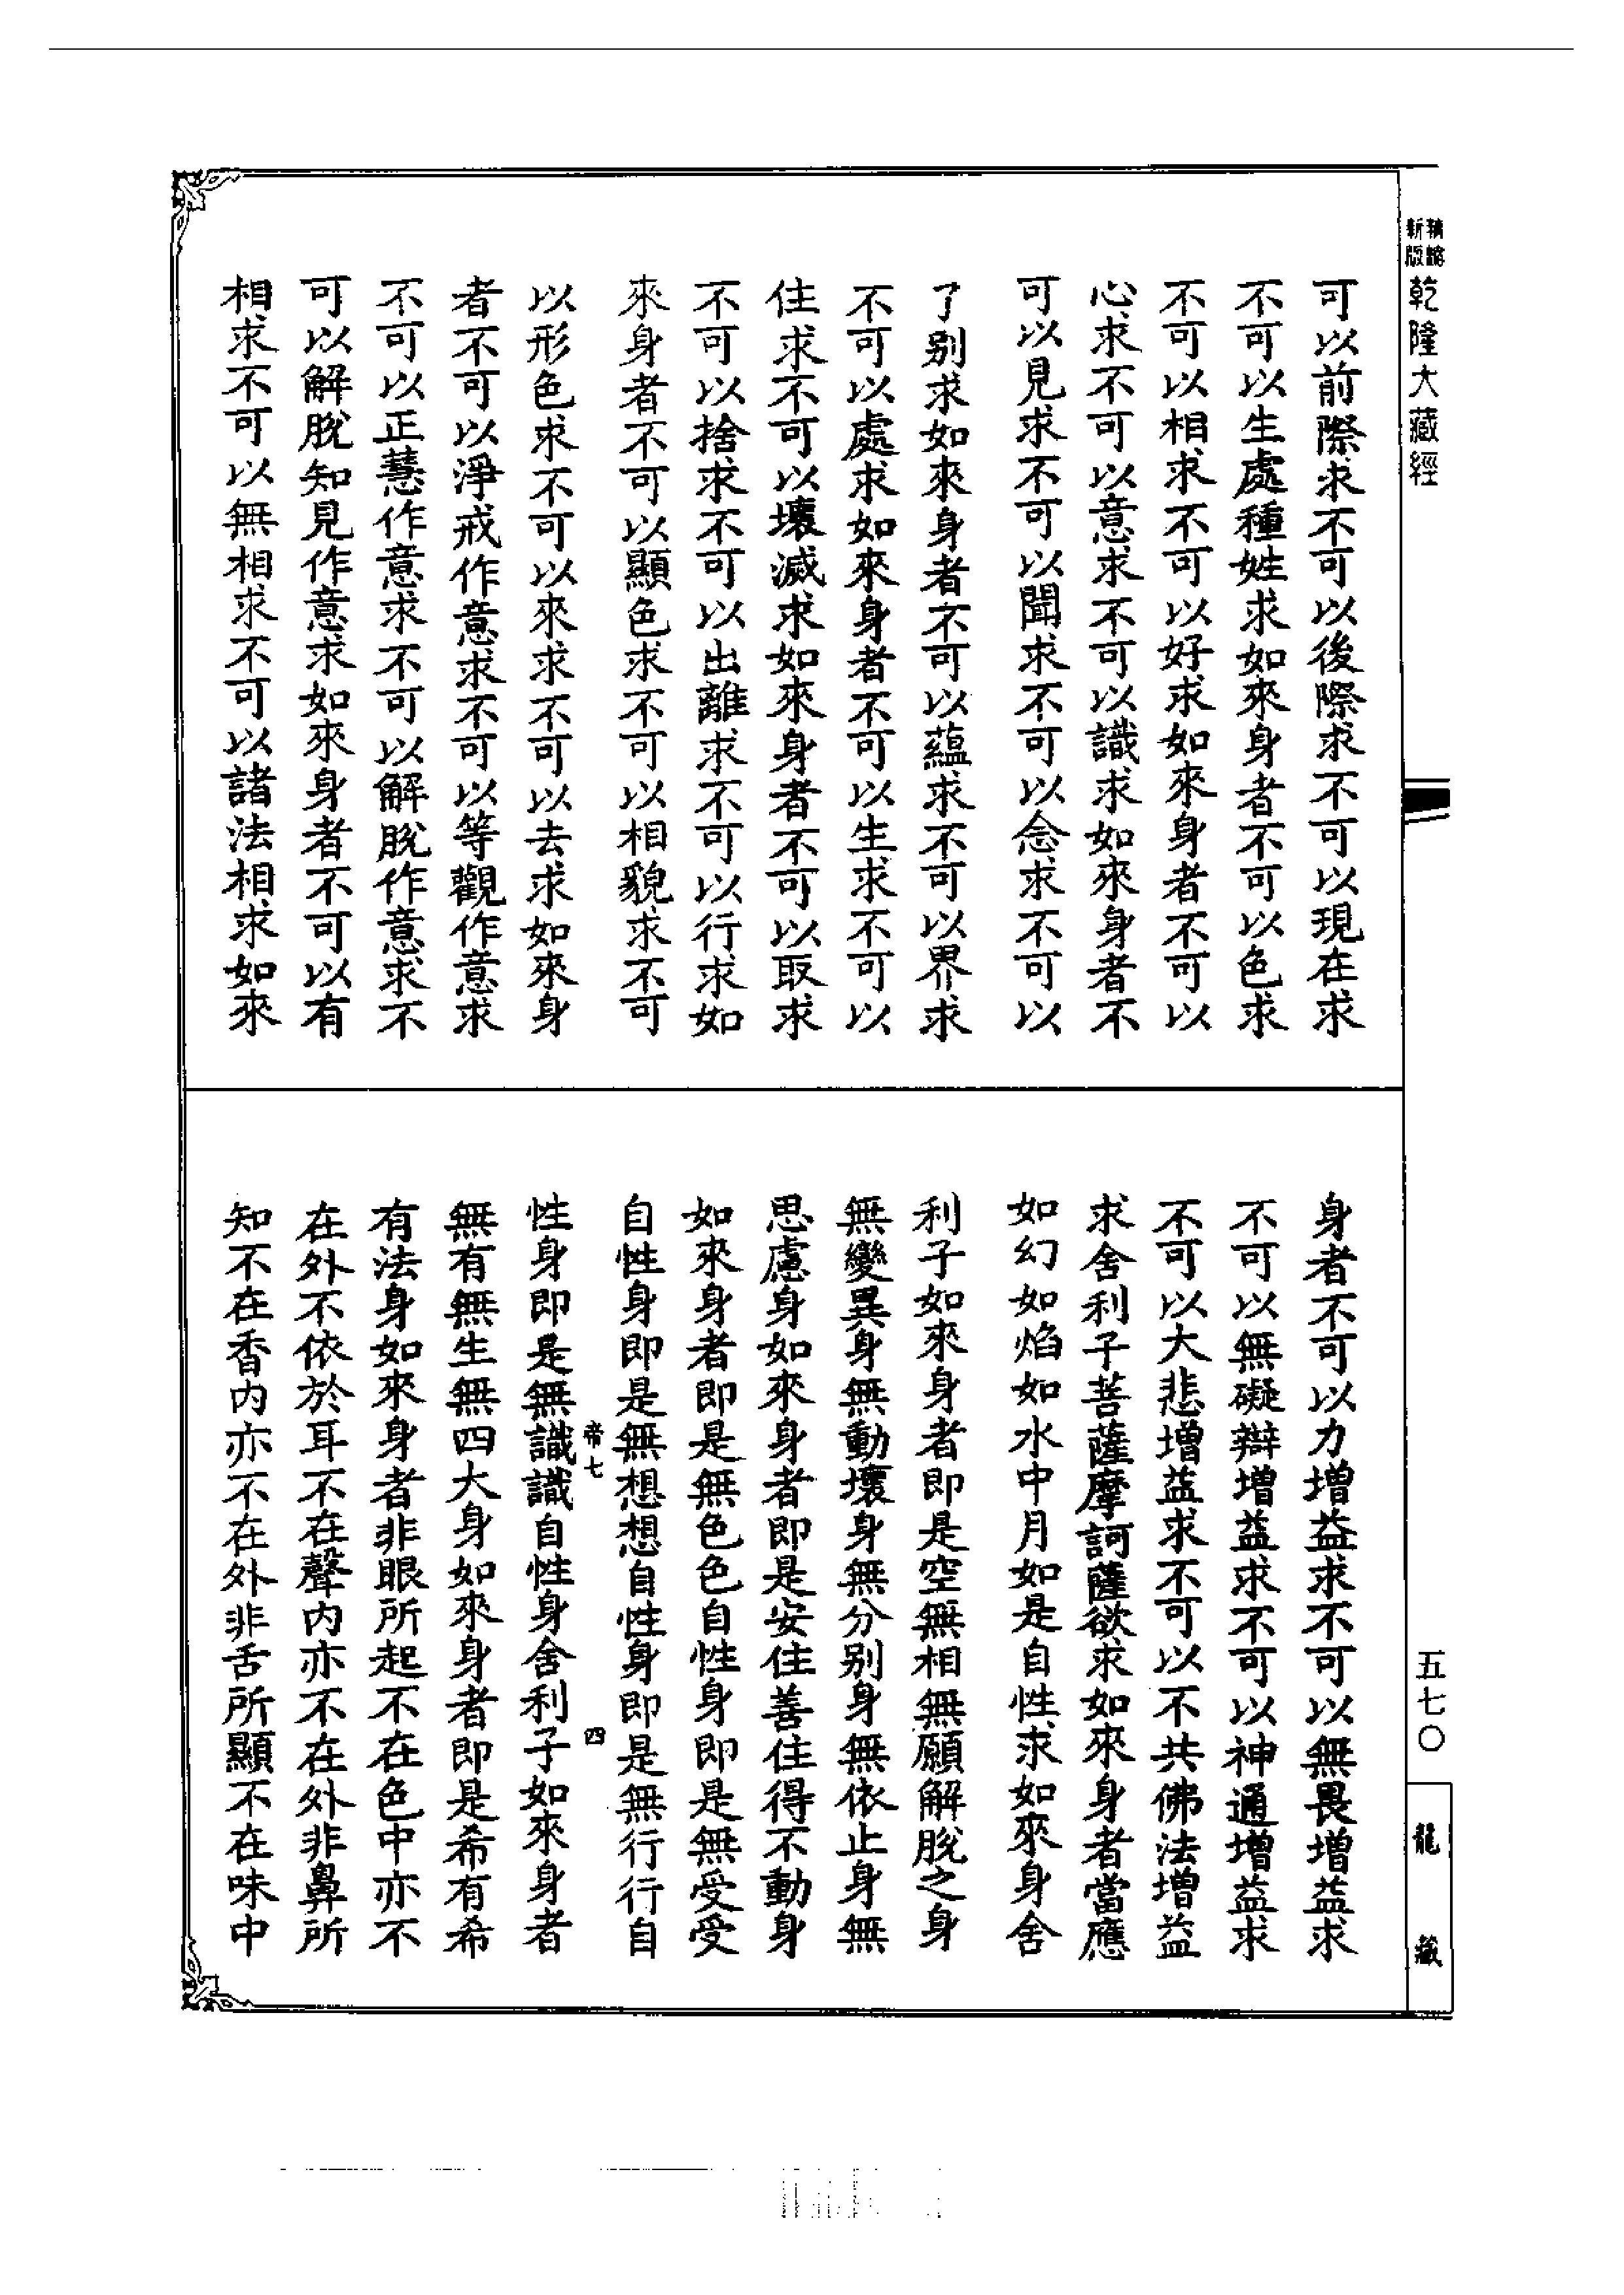 新版
精縮
乾隆大藏經
可以前際求不可以後際求不可以現在求
不可以生處種姓求如來身者不可以色求
不可以相求不可以好求如來身者不可以
心求不可以意求不可以識求如來身者不
可以見求不可以聞求不可以念求不可以
了別求如來身者不可以蘊求不可以界求
不可以處求如來身者不可以生求不可以
住求不可以壞滅求如來身者不可以取求
不可以捨求不可以出離求不可以行求如
來身者不可以顯色求不可以相貌求不可
以形色求不可以來求不可以去求如來身
者不可以淨戒作意求不可以等觀作意求
不可以正慧作意求不可以解脫作意求不
可以解脫知見作意求如來身者不可以有
相求不可以無相求不可以諸法相求如來
身者不可以力增益求不可以無畏增益求
不可以無礙辯增益求不可以神通增益求
不可以大悲增益求不可以不共佛法增益
求舍利子菩薩摩訶薩欲求如來身者當應
如幻如焰如水中月如是自性求如來身舍
利子如來身者即是空無相無願解脫之身
無變異身無動壞身無分別身無依止身無
思慮身如來身者即是安住善住得不動身
如來身者即是無色色自性身即是無受受
自性身即是無想想自性身即是無行行自
帝七
四
性身即是無識識自性身舍利子如來身者
無有無生無四大身如來身者即是希有希
有法身如來身者非眼所起不在色中亦不
在外不依於耳不在聲內亦不在外非鼻所
知不在香內亦不在外非舌所顯不在味中
五七〇
龍藏